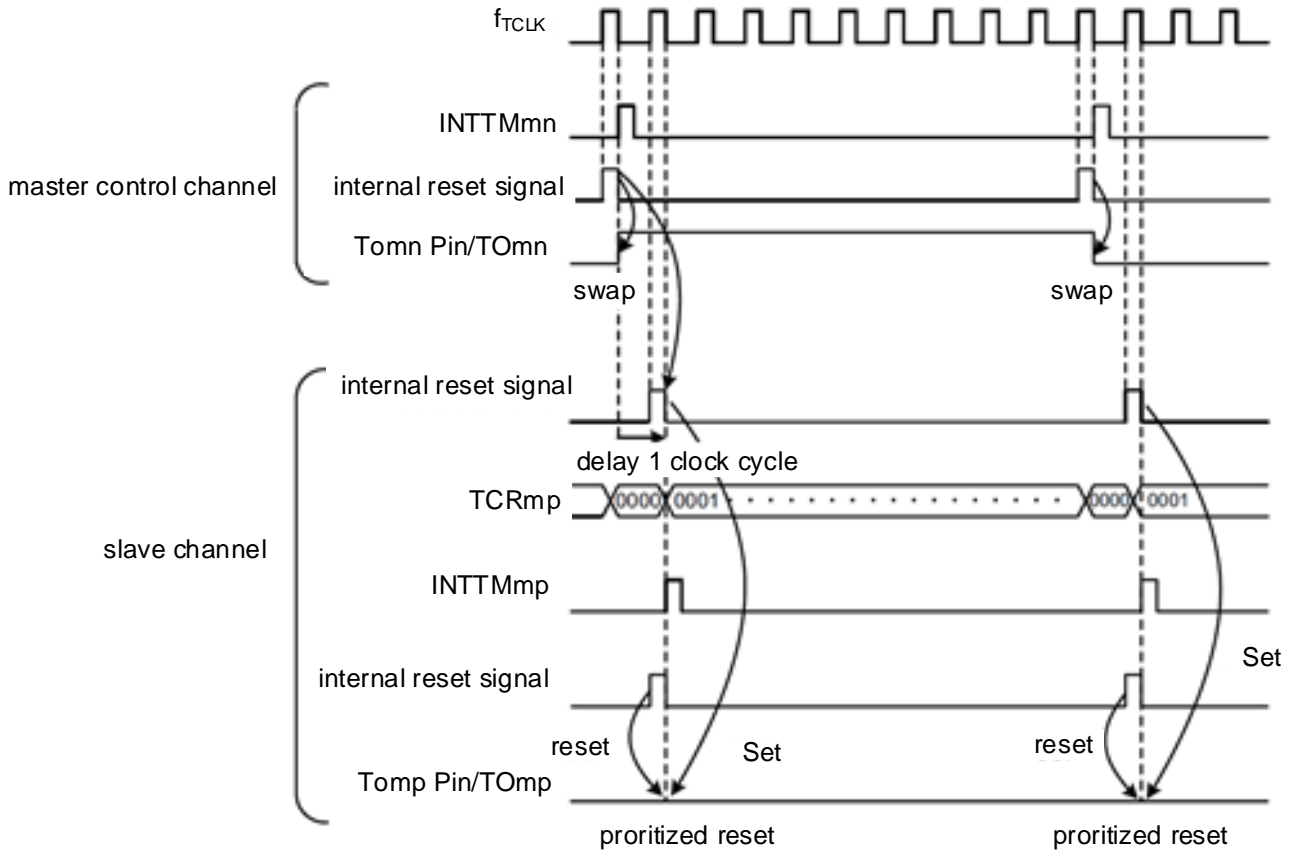 fTCLK
INTTMmn
master control channel
internal reset signal
Tomn Pin/TOmn
swap
swap
internal reset signal
delay 1 clock cycle
TCRmp
0000
0001
0000
0001
slave channel
INTTMmp
internal reset signal
Set
reset
Set
reset
Tomp Pin/TOmp
proritized reset
proritized reset